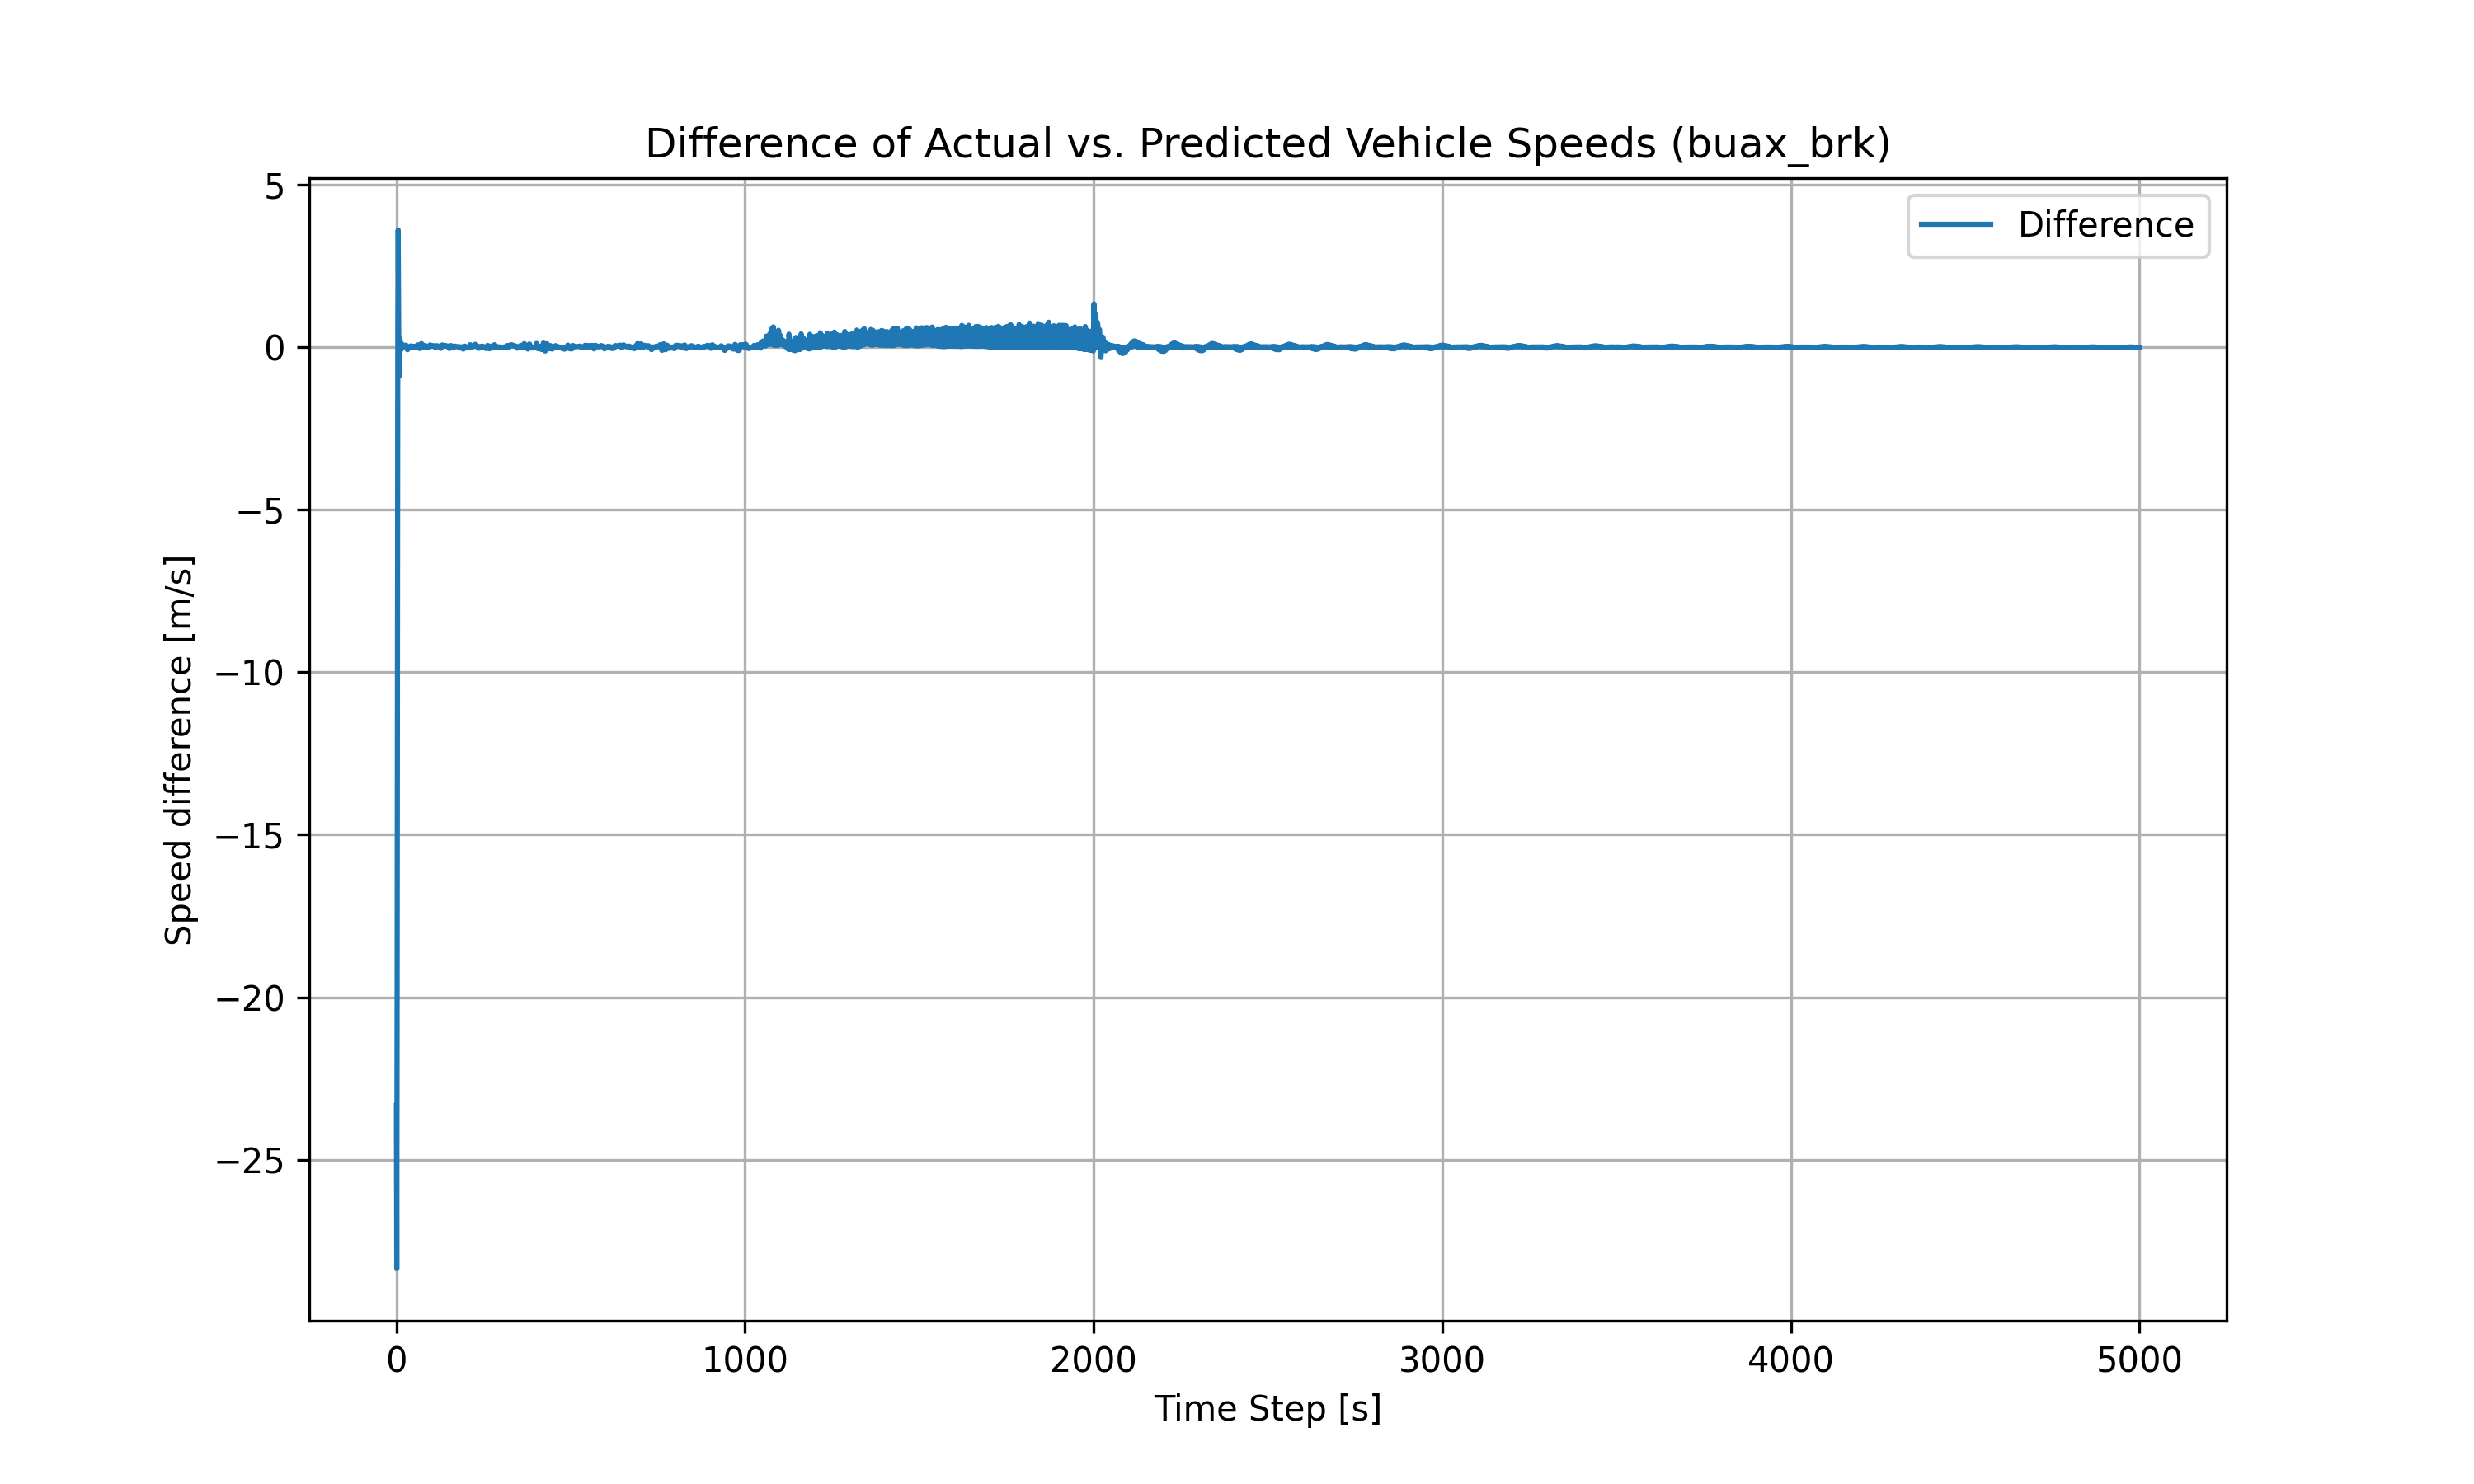 Difference of Actual vs. Predicted Vehicle Speeds (buax_brk)
Difference
5
0
−5
−10
−15
−20
−25
Speed difference [m/s]
0 1000 2000 3000 4000 5000
Time Step [s]